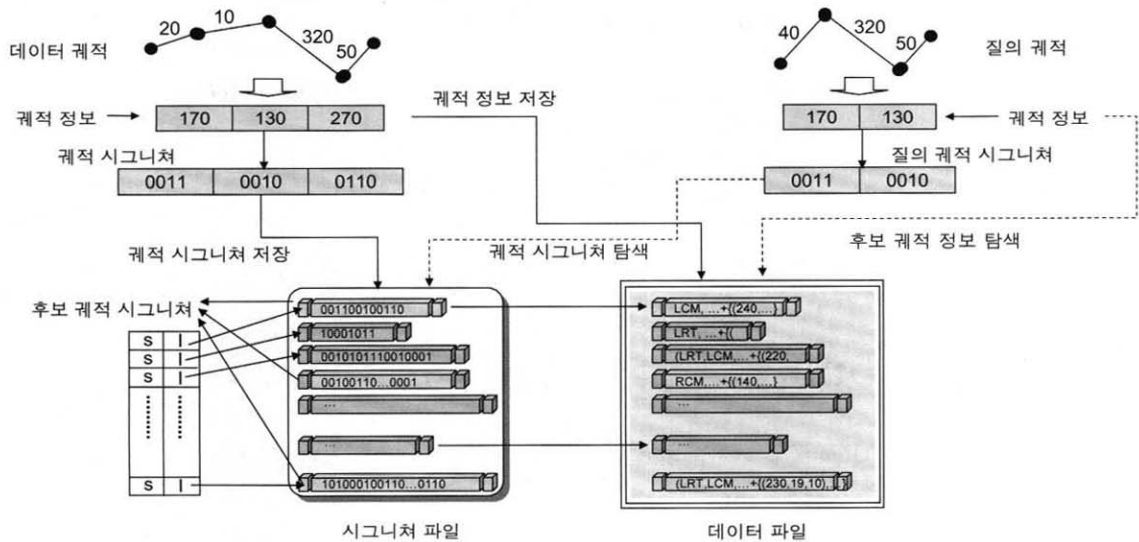 20 10 320 50
데이터 궤적
40 320 50
질의 궤적
궤적 정보
170 130 270
궤적 정보 저장
170 130
궤적 정보
궤적 시그니쳐
0011 0010 0110
질의 궤적 시그니쳐
0011 0010
궤적 시그니쳐 저장
궤적 시그니쳐 탐색
후보 궤적 정보 탐색
후보 궤적 시그니쳐
S I
S I
S I
S I
001100100110
10001011
0010101110010001
00100110...0001
...
...
101000100110...0110
LCM, ...+{(240,...}
LRT, ...+{(
(LRT,LCM,...+{(220,
RCM,...+{(140,...}
...
...
(LRT,LCM,...+{(230,19,10),...}
시그니쳐 파일
데이터 파일